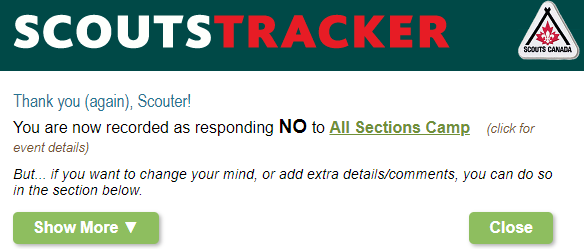 SCOUTSTRACKER
SCOUTS CANADA
Thank you (again), Scouter!
You are now recorded as responding NO to All Sections Camp (click for
event details)
But... if you want to change your mind, or add extra details/comments, you can do so
in the section below.
Show More ▼
Close